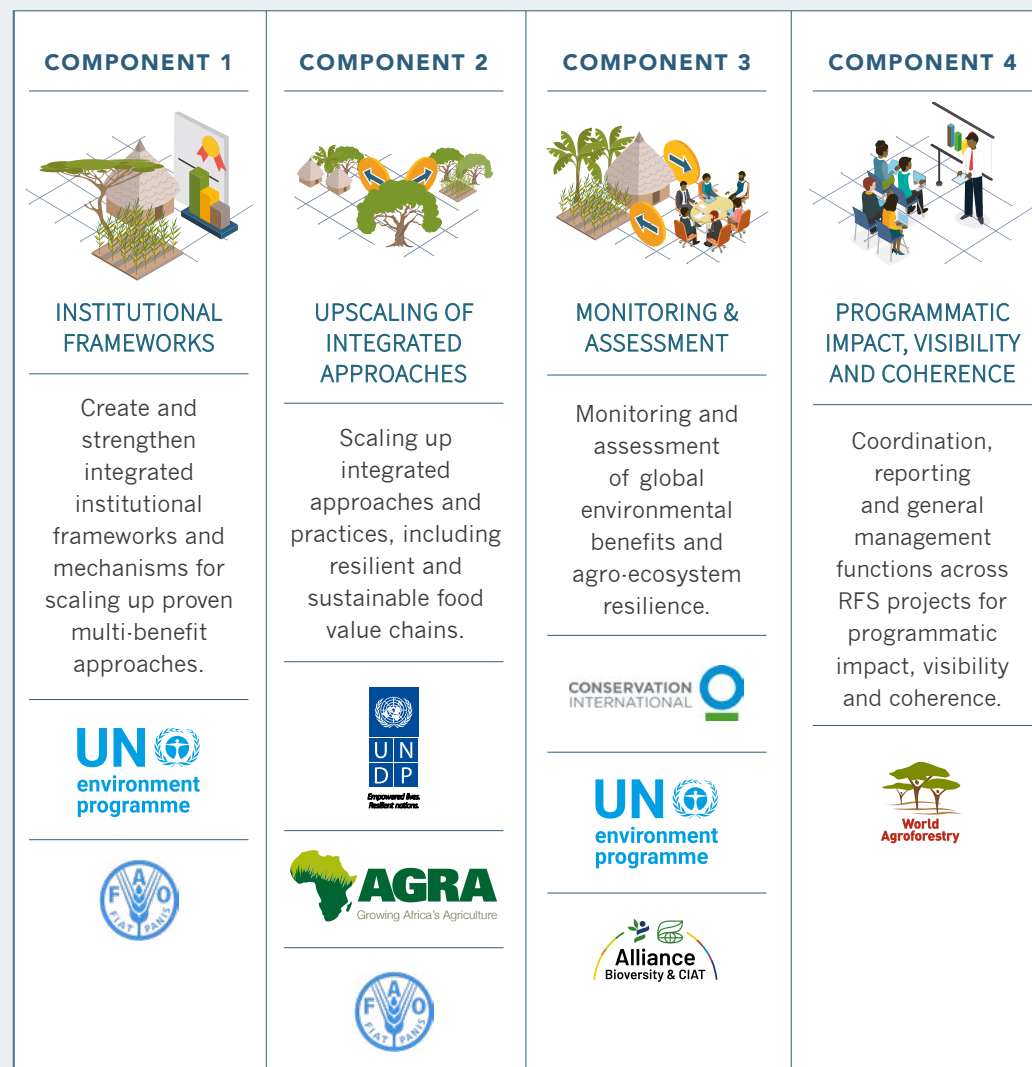 COMPONENT 1
INSTITUTIONAL
FRAMEWORKS
Create and
strengthen
integrated
institutional
frameworks and
mechanisms for
scaling up proven
multi-benefit
approaches.
UN
environment
programme
FAO
FIAT PANIS
COMPONENT 2
UPSCALING OF
INTEGRATED
APPROACHES
Scaling up
integrated
approaches and
practices, including
resilient and
sustainable food
value chains.
UN
DP
Empowered lives.
Resilient nations.
AGRA
Growing Africa's Agriculture
FAO
FIAT PANIS
COMPONENT 3
MONITORING &
ASSESSMENT
Monitoring and
assessment
of global
environmental
benefits and
agro-ecosystem
resilience.
CONSERVATION
INTERNATIONAL
UN
environment
programme
Alliance
Bioversity & CIAT
COMPONENT 4
PROGRAMMATIC
IMPACT, VISIBILITY
AND COHERENCE
Coordination,
reporting
and general
management
functions across
RFS projects for
programmatic
impact, visibility
and coherence.
World
Agroforestry